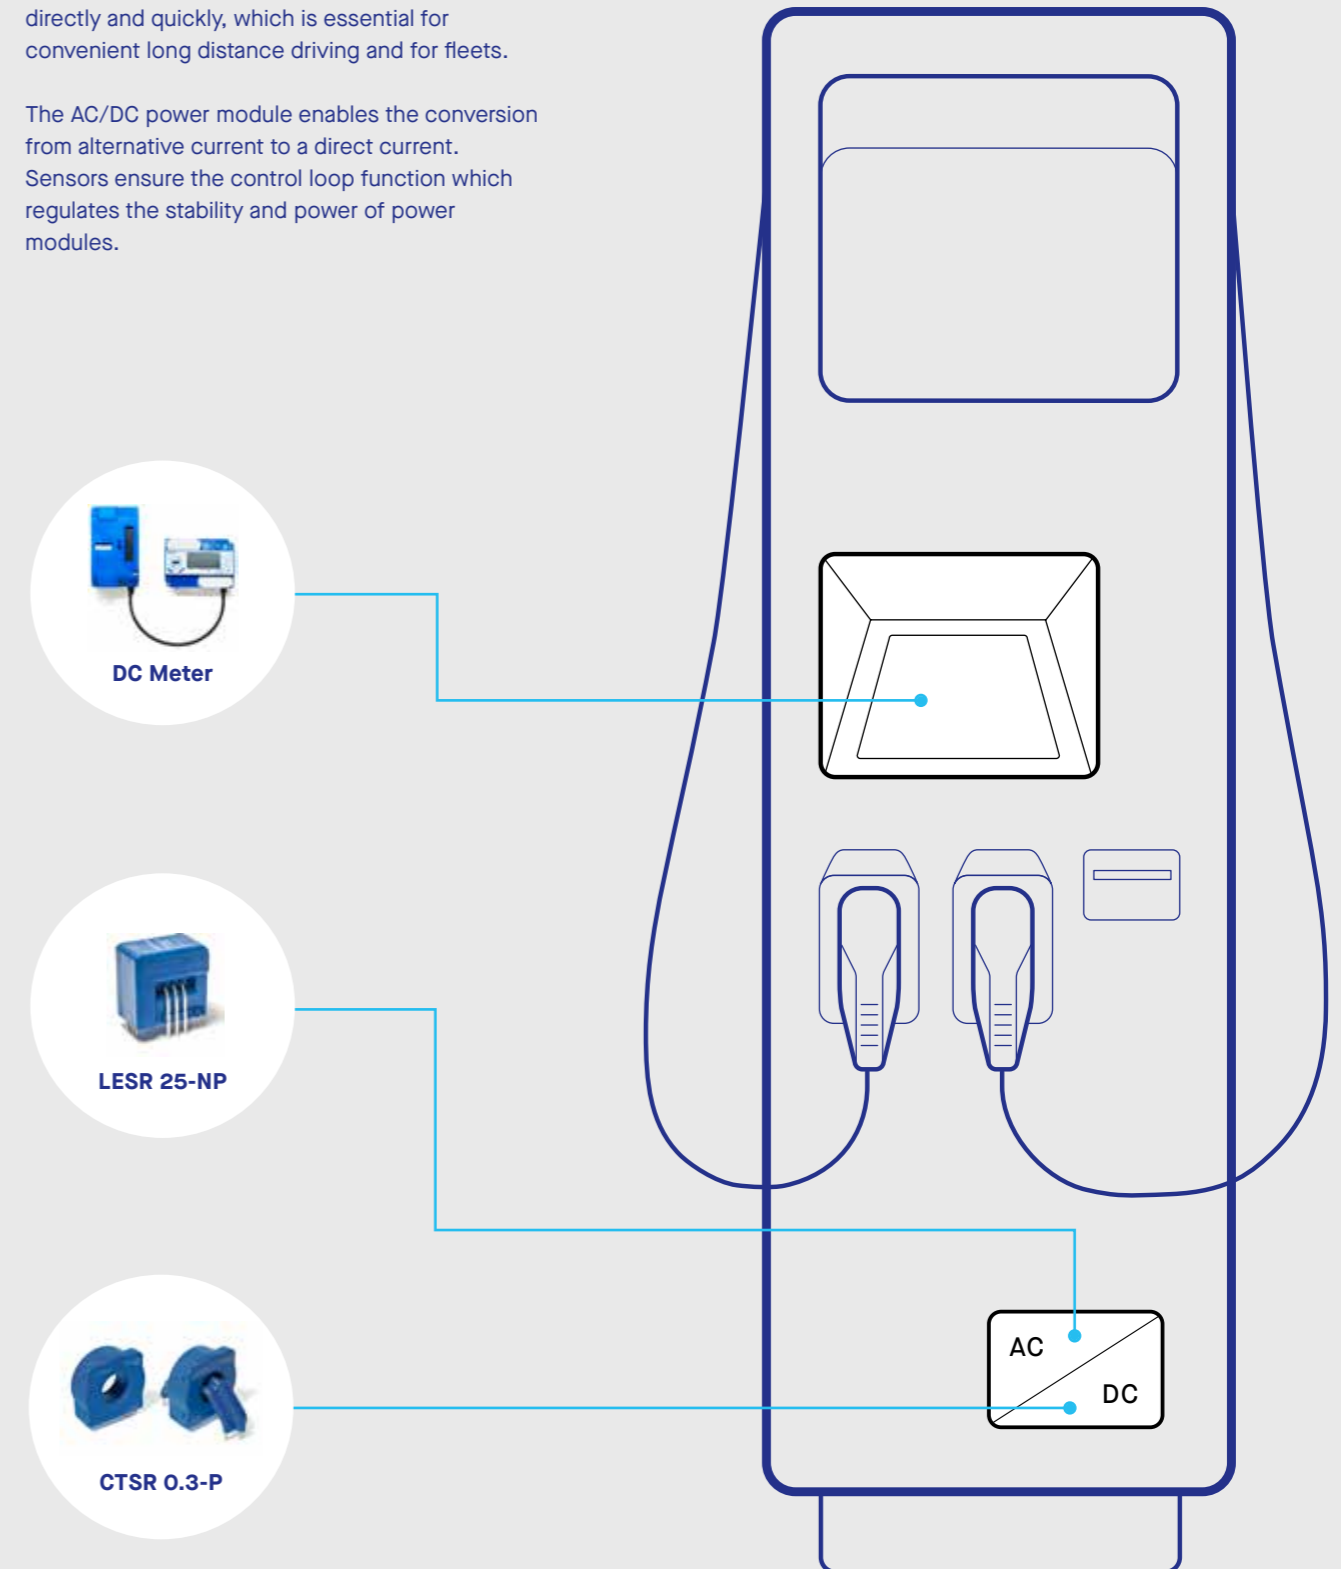 directly and quickly, which is essential for
convenient long distance driving and for fleets.
The AC/DC power module enables the conversion
from alternative current to a direct current.
Sensors ensure the control loop function which
regulates the stability and power of power
modules.
DC Meter
LESR 25-NP
AC
DC
CTSR 0.3-P